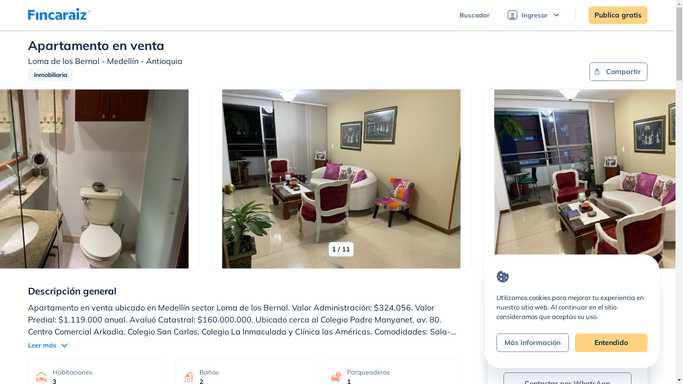 Fincaraiz
Buscador
Ingresar
Publica gratis
Apartamento en venta
Loma de los Bernal - Medellín - Antioquia
Inmobiliaria
Compartir
1 / 11
Descripción general
Apartamento en venta ubicado en Medellín sector Loma de los Bernal. Valor Administración: $324.056. Valor
Predial: $1.119.000 anual. Avaluó Catastral: $160.000.000. Ubicado cerca al Colegio Padre Manyanet, av. 80.
Centro Comercial Arkadia, Colegio San Carlos, Colegio La Inmaculada y Clínica las Américas. Comodidades: Sala-...
Leer más
Habitaciones
3
Baños
2
Parqueaderos
1
Utilizamos cookies para mejorar tu experiencia en
nuestro sitio web. Al continuar en el sitio
consideramos que aceptas su uso.
Más información
Entendido
Contactar por WhatsApp